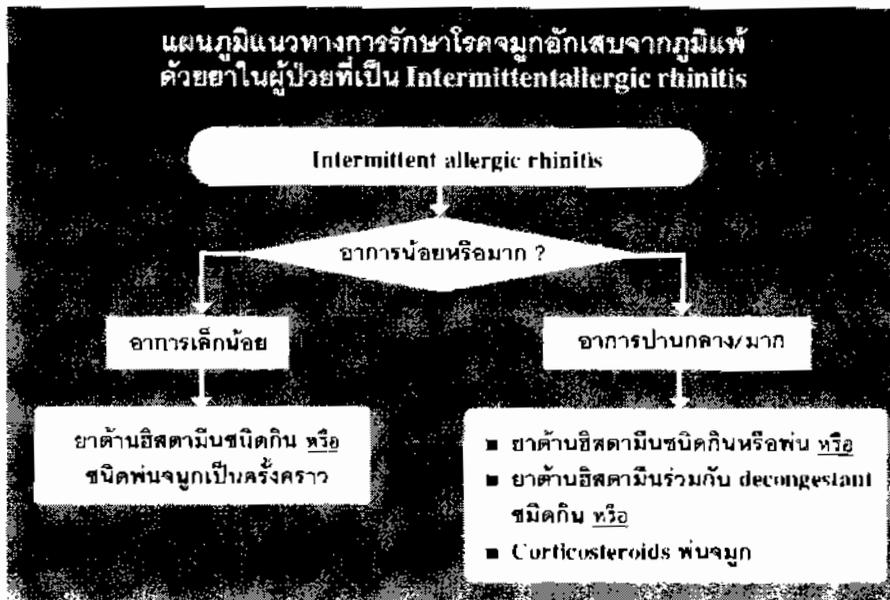 แผนภูมิแนวทางการรักษาโรคจมูกอักเสบจากภูมิแพ้
ด้วยยาในผู้ป่วยที่เป็น Intermittentallergic rhinitis
Intermittent allergic rhinitis
อาการน้อยหรือมาก ?
อาการเล็กน้อย
อาการปานกลาง/มาก
ยาต้านฮิสตามีนชนิดกิน หรือ
ชนิดพ่นจมูกเป็นครั้งคราว
■ ยาต้านฮิสตามีนชนิดกินหรือพ่น หรือ
■ ยาต้านฮิสตามีนร่วมกับ decongestant
ชนิดกิน หรือ
■ Corticosteroids พ่นจมูก